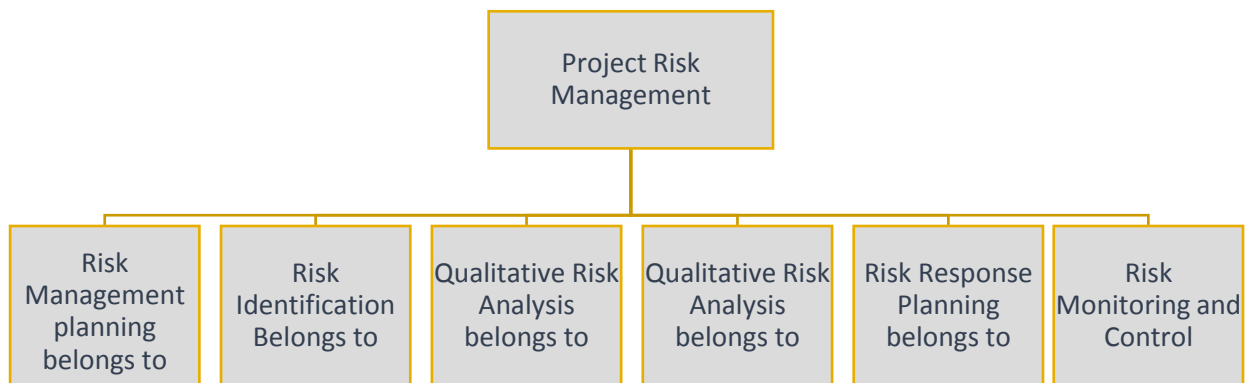 Project Risk
Management
Risk
Management
planning
belongs to
Risk
Identification
Belongs to
Qualitative Risk
Analysis
belongs to
Qualitative Risk
Analysis
belongs to
Risk Response
Planning
belongs to
Risk
Monitoring and
Control